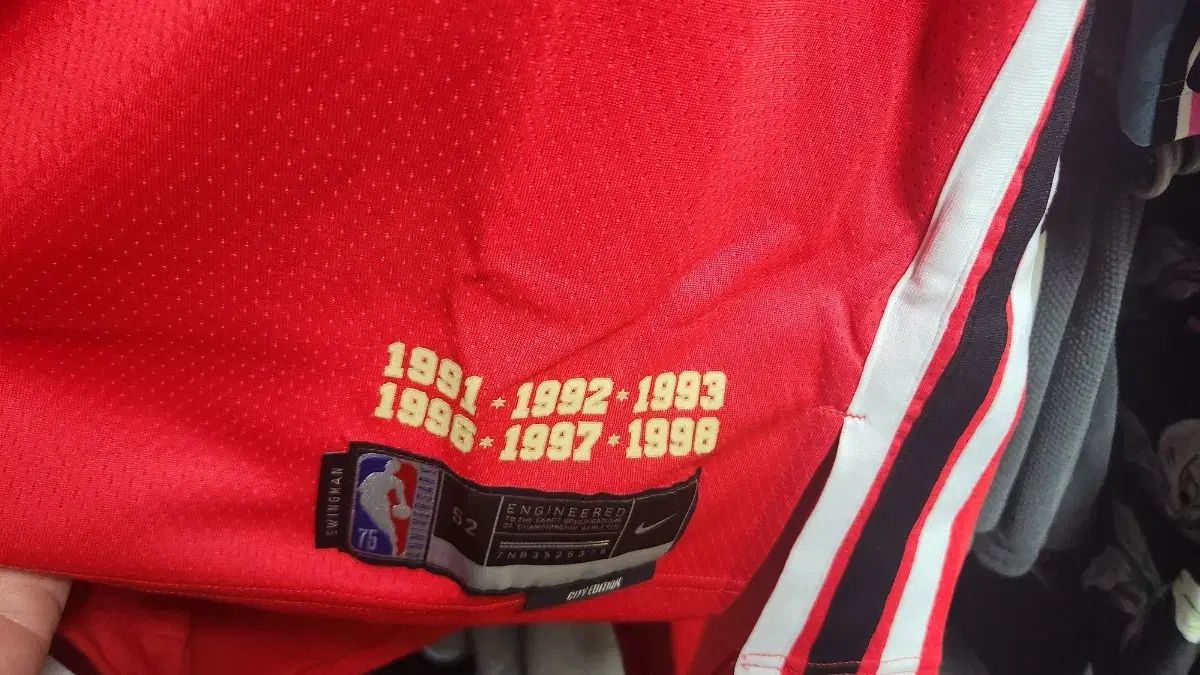 1991 * 1992 * 1993
1996 * 1997 * 1998
SWINGMAN
75
ANNIVERSARY
52
ENGINEERED
TO THE EXACT SPECIFICATIONS
OF CHAMPIONSHIP ATHLETES
CITY EDITION